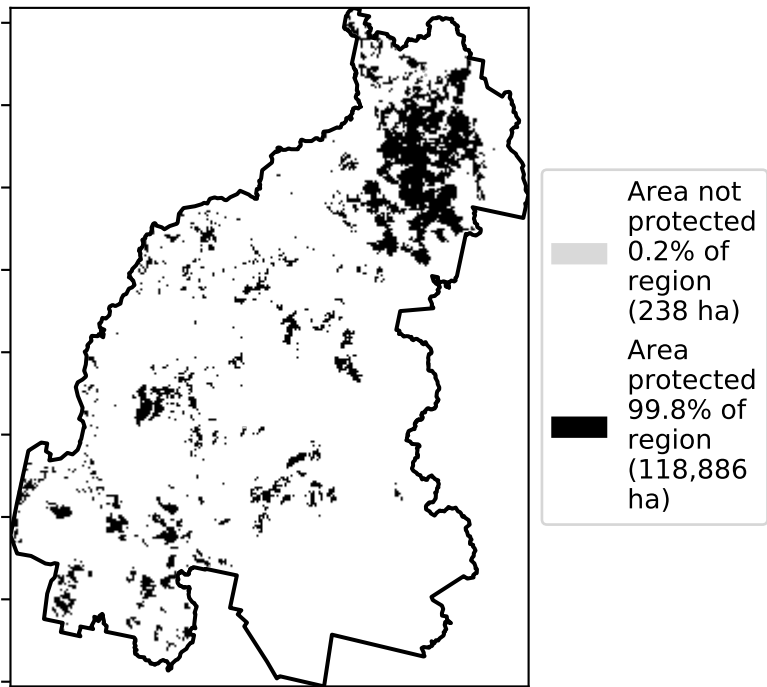 Area not
protected
0.2% of
region
(238 ha)
Area
protected
99.8% of
region
(118,886
ha)